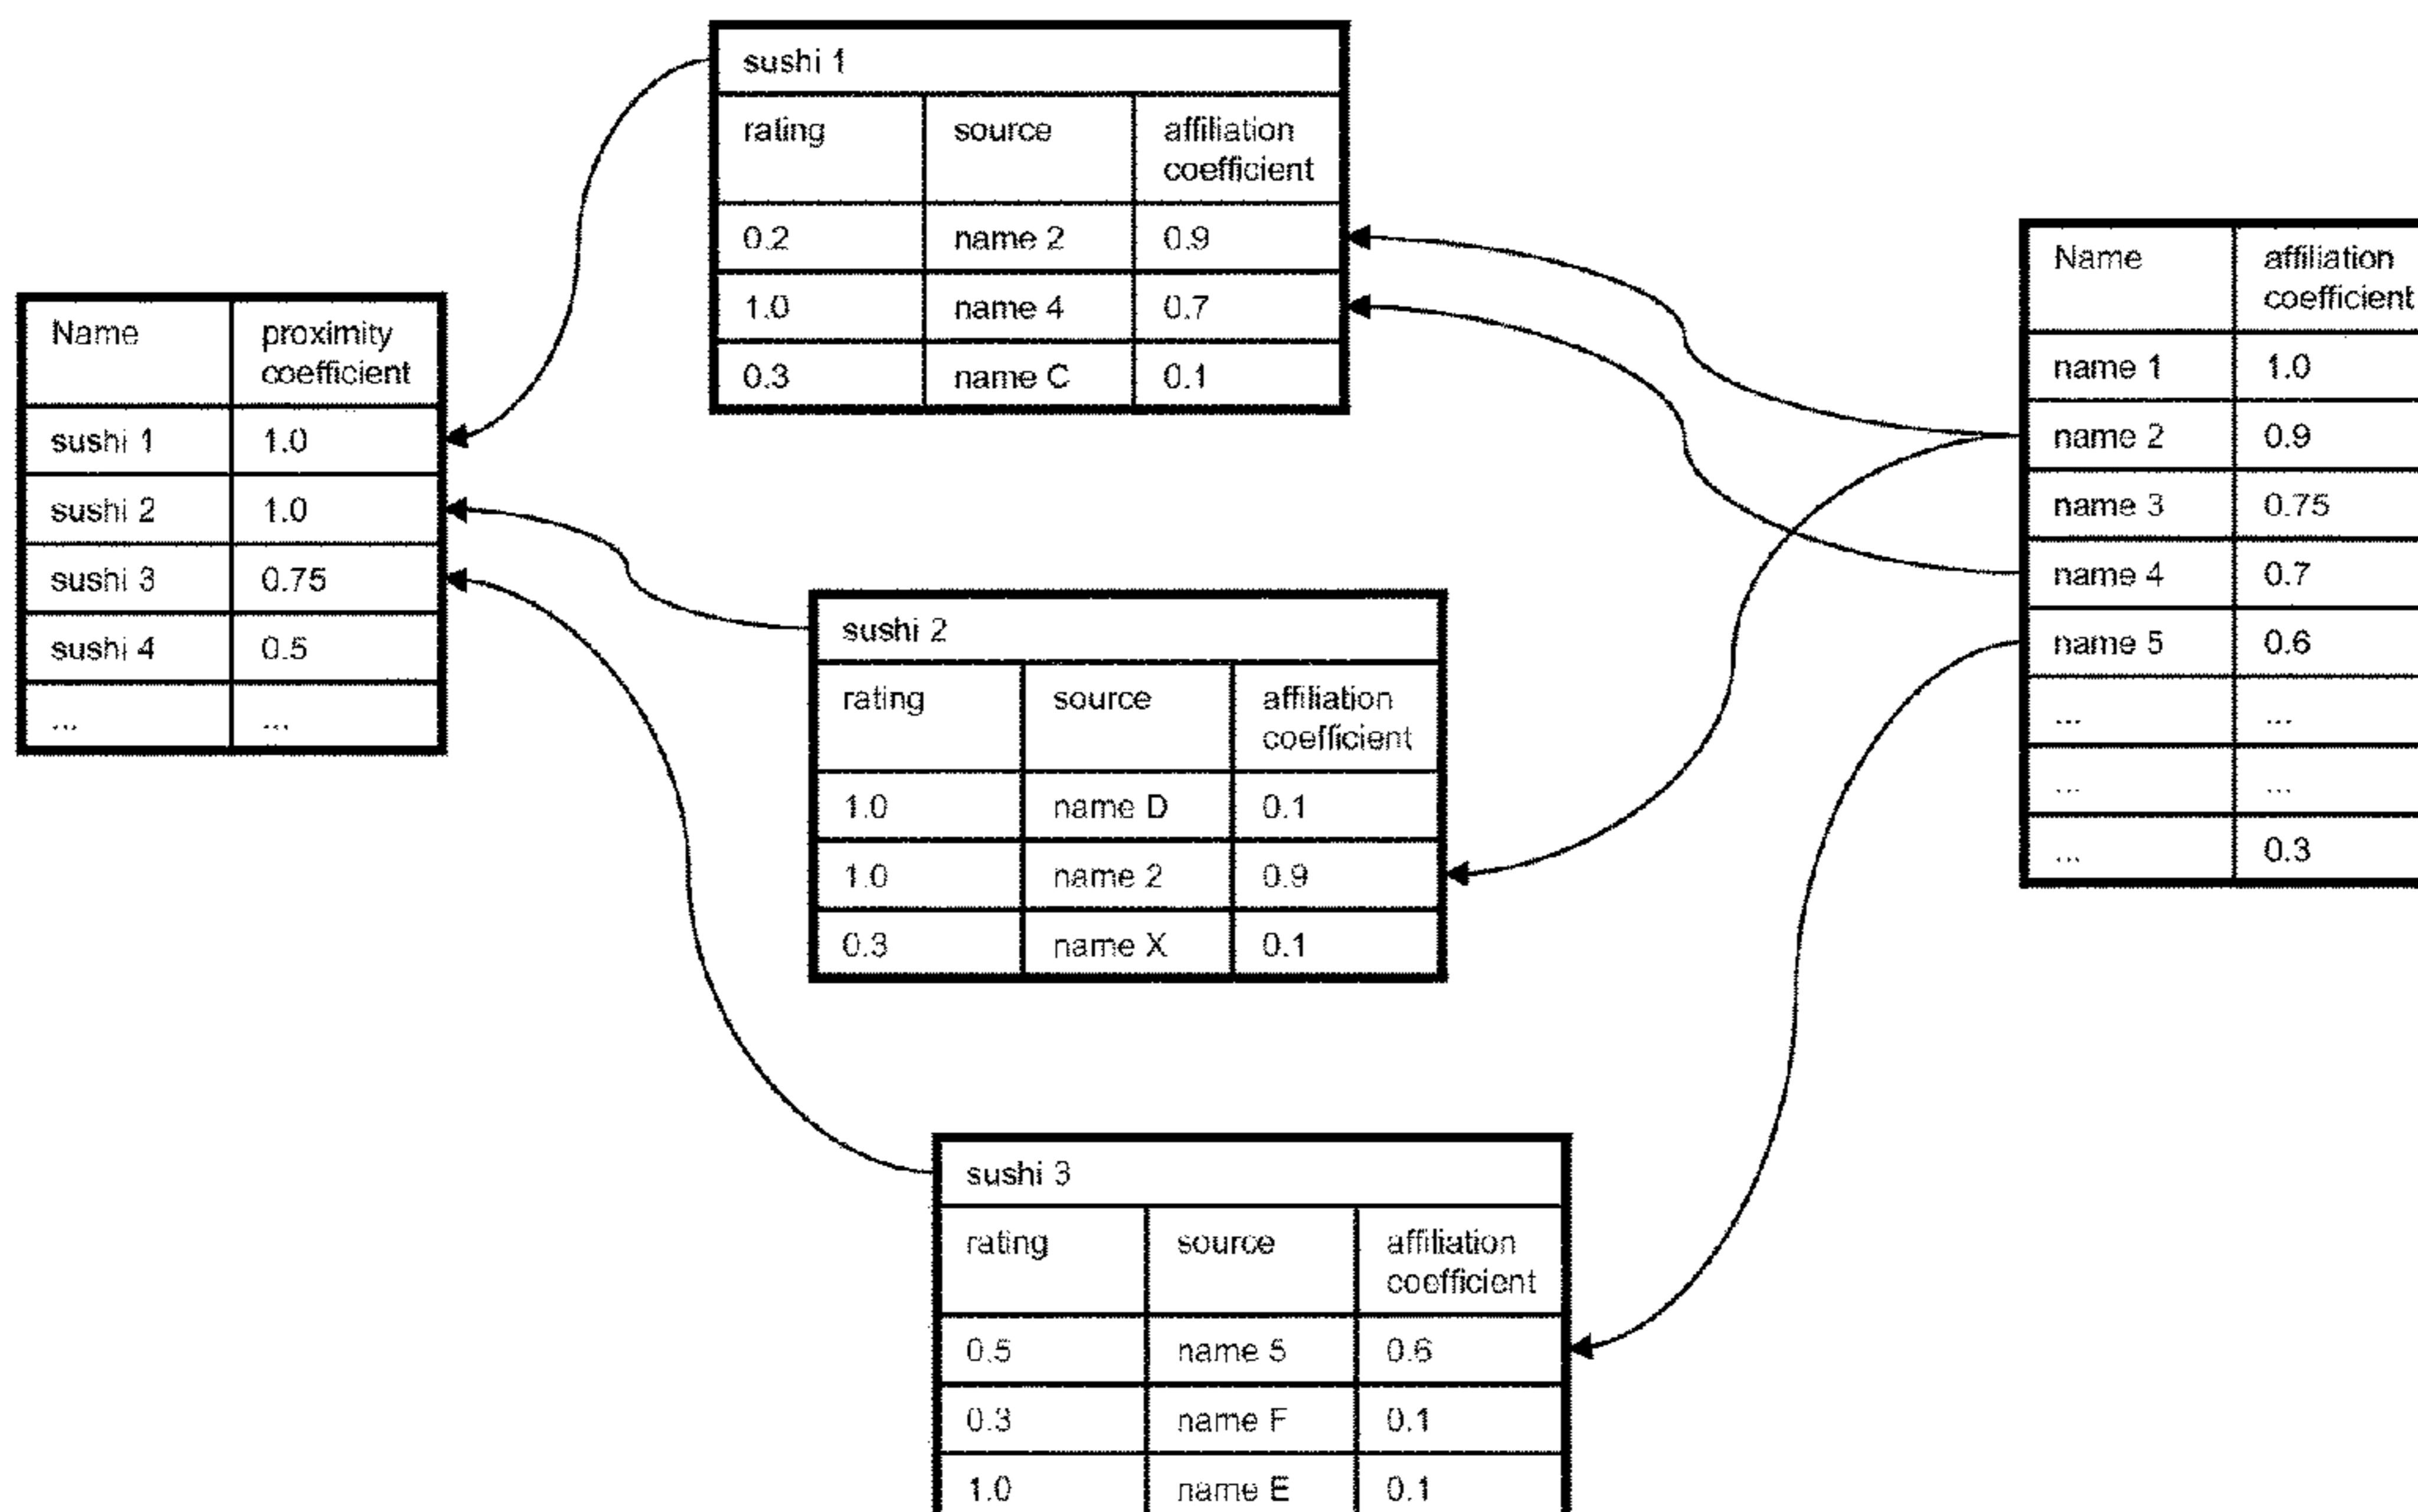 sushi 1
rating source affiliation
coefficient
0.2 name 2 0.9
1.0 name 4 0.7
0.3 name C 0.1
Name proximity
coefficient
sushi 1 1.0
sushi 2 1.0
sushi 3 0.75
sushi 4 0.5
... ...
sushi 2
rating source affiliation
coefficient
1.0 name D 0.1
1.0 name 2 0.9
0.3 name X 0.1
sushi 3
rating source affiliation
coefficient
0.5 name 5 0.6
0.3 name F 0.1
1.0 name E 0.1
Name affiliation
coefficient
name 1 1.0
name 2 0.9
name 3 0.75
name 4 0.7
name 5 0.6
... ...
... ...
... 0.3